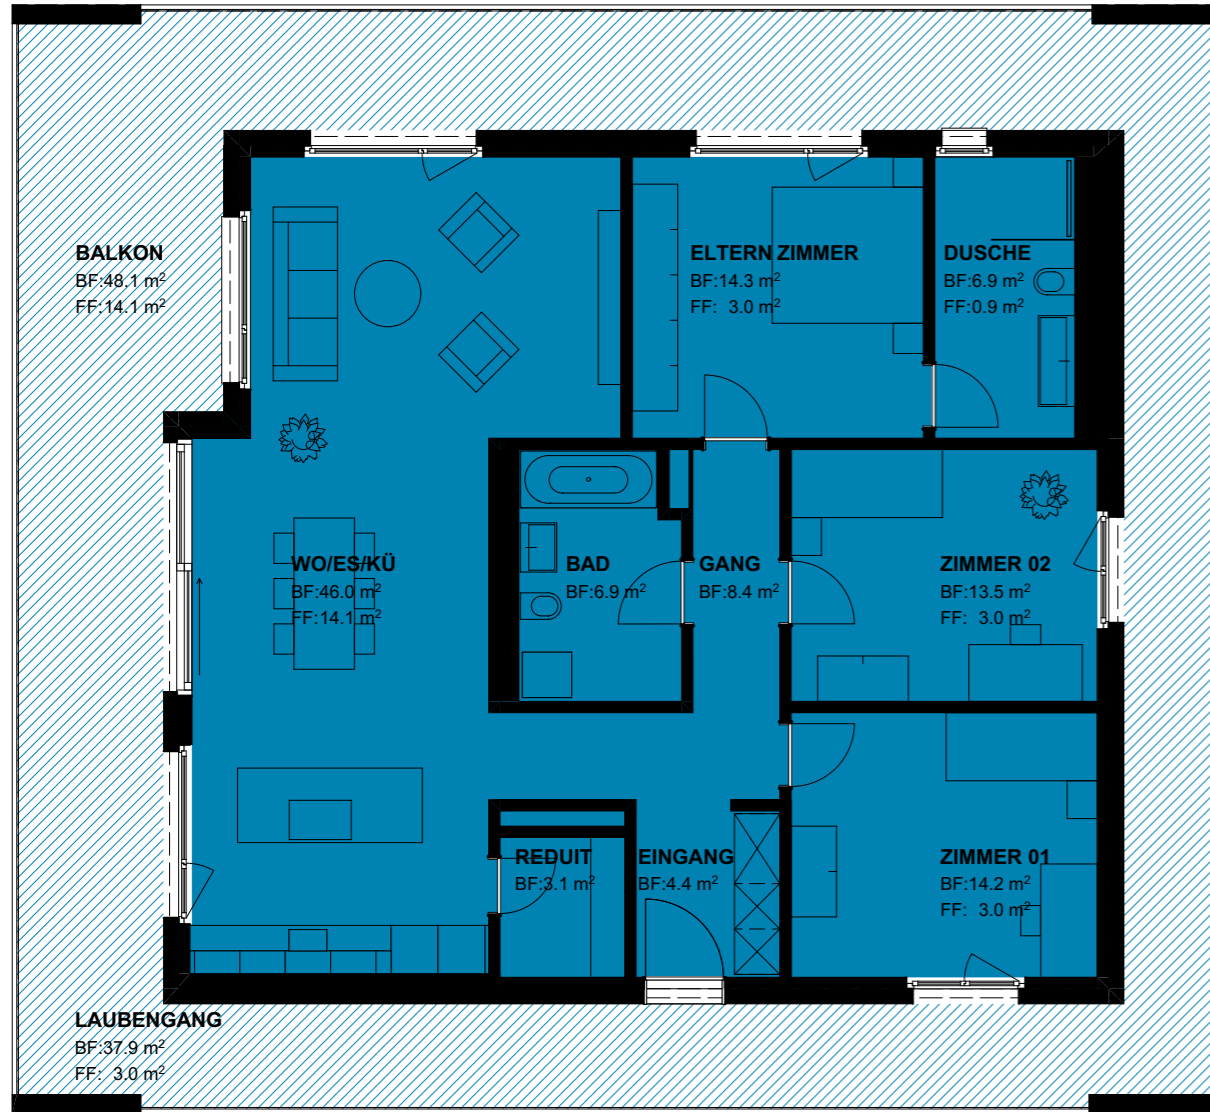 BALKON
BF:48.1 m²
FF:14.1 m²
ELTERN ZIMMER
BF:14.3 m²
FF: 3.0 m²
DUSCHE
BF:6.9 m²
FF:0.9 m²
WO/ES/KÜ
BF:46.0 m²
FF:14.1 m²
BAD
BF:6.9 m²
GANG
BF:8.4 m²
ZIMMER 02
BF:13.5 m²
FF: 3.0 m²
REDUIT
BF:3.1 m²
EINGANG
BF:4.4 m²
ZIMMER 01
BF:14.2 m²
FF: 3.0 m²
LAUBENGANG
BF:37.9 m²
FF: 3.0 m²